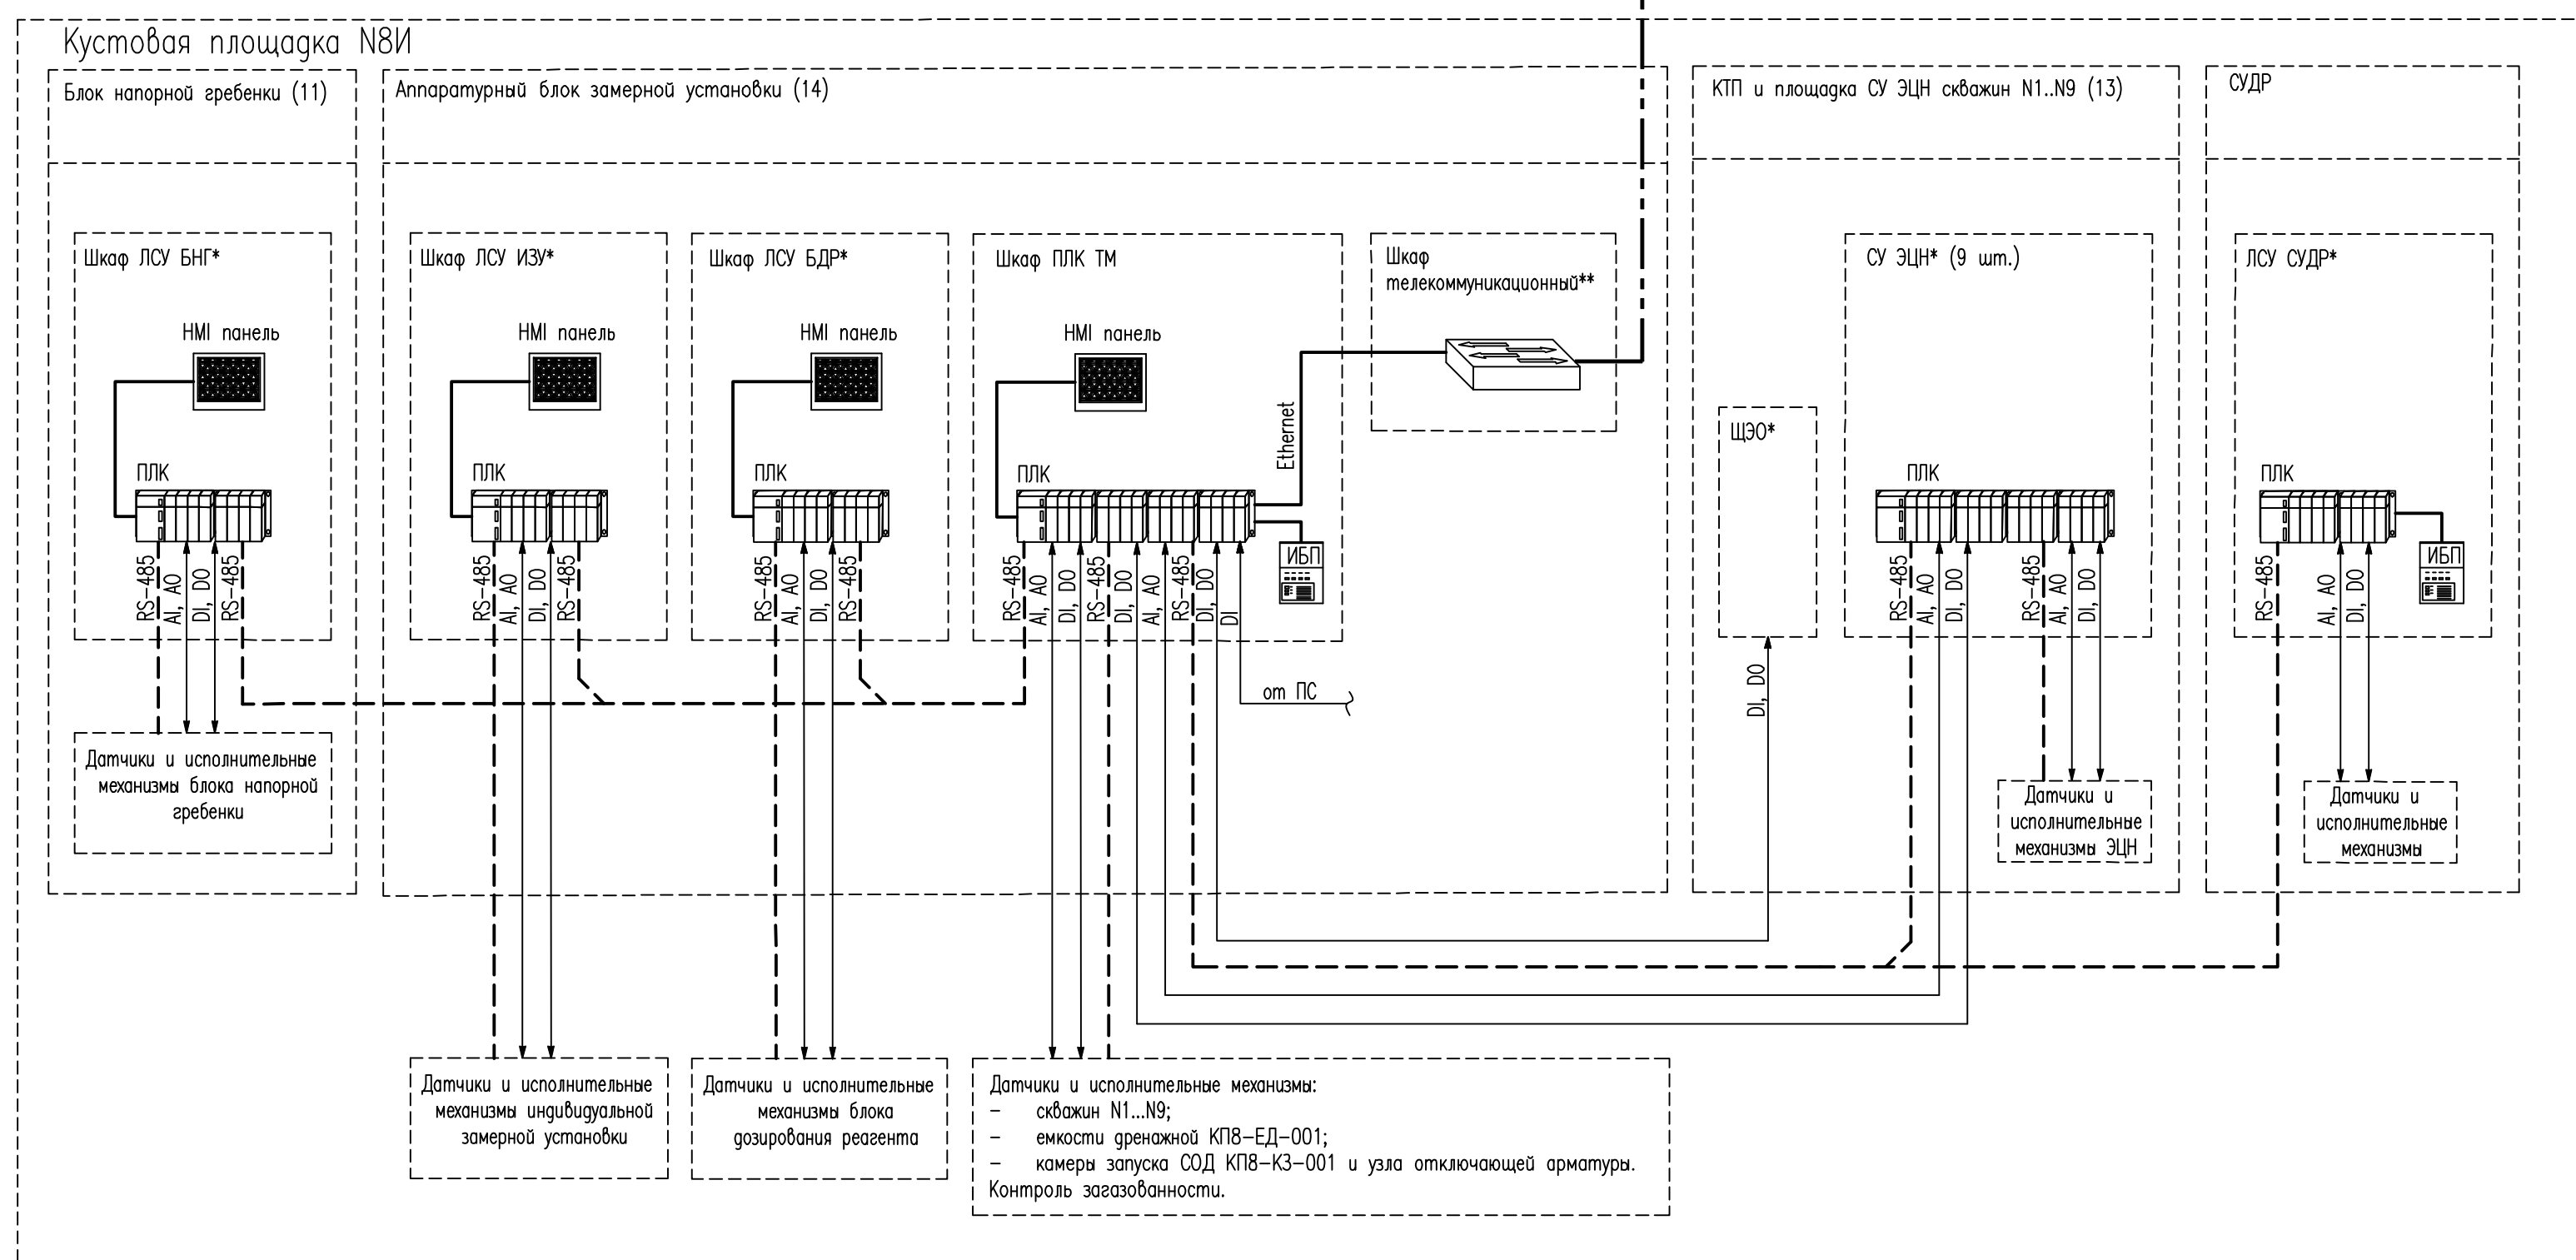 Кустовая площадка N8И
Блок напорной гребенки (11)
Аппаратурный блок замерной установки (14)
КТП и площадка СУ ЭЦН скважин N1..N9 (13)
СУДР
Шкаф ЛСУ БНГ*
Шкаф ЛСУ ИЗУ*
Шкаф ЛСУ БДР*
Шкаф ПЛК ТМ
Шкаф
телекоммуникационный**
СУ ЭЦН* (9 шт.)
ЛСУ СУДР*
HMI панель
HMI панель
HMI панель
HMI панель
Ethernet
ЩЭО*
ПЛК
ПЛК
ПЛК
ПЛК
ПЛК
ПЛК
ИБП
ИБП
RS-485
AI, AO
DI, DO
RS-485
RS-485
AI, AO
DI, DO
RS-485
RS-485
AI, AO
DI, DO
RS-485
RS-485
AI, AO
DI, DO
RS-485
DI, DO
AI, AO
RS-485
DI, DO
DI
RS-485
AI, AO
DI, DO
RS-485
AI, AO
DI, DO
RS-485
AI, AO
DI, DO
от ПС
DI, DO
Датчики и исполнительные
механизмы блока напорной
гребенки
Датчики и
исполнительные
механизмы ЭЦН
Датчики и
исполнительные
механизмы
Датчики и исполнительные
механизмы индивидуальной
замерной установки
Датчики и исполнительные
механизмы блока
дозирования реагента
Датчики и исполнительные механизмы:
– скважин N1...N9;
– емкости дренажной КП8-ЕД-001;
– камеры запуска СОД КП8-КЗ-001 и узла отключающей арматуры.
Контроль загазованности.